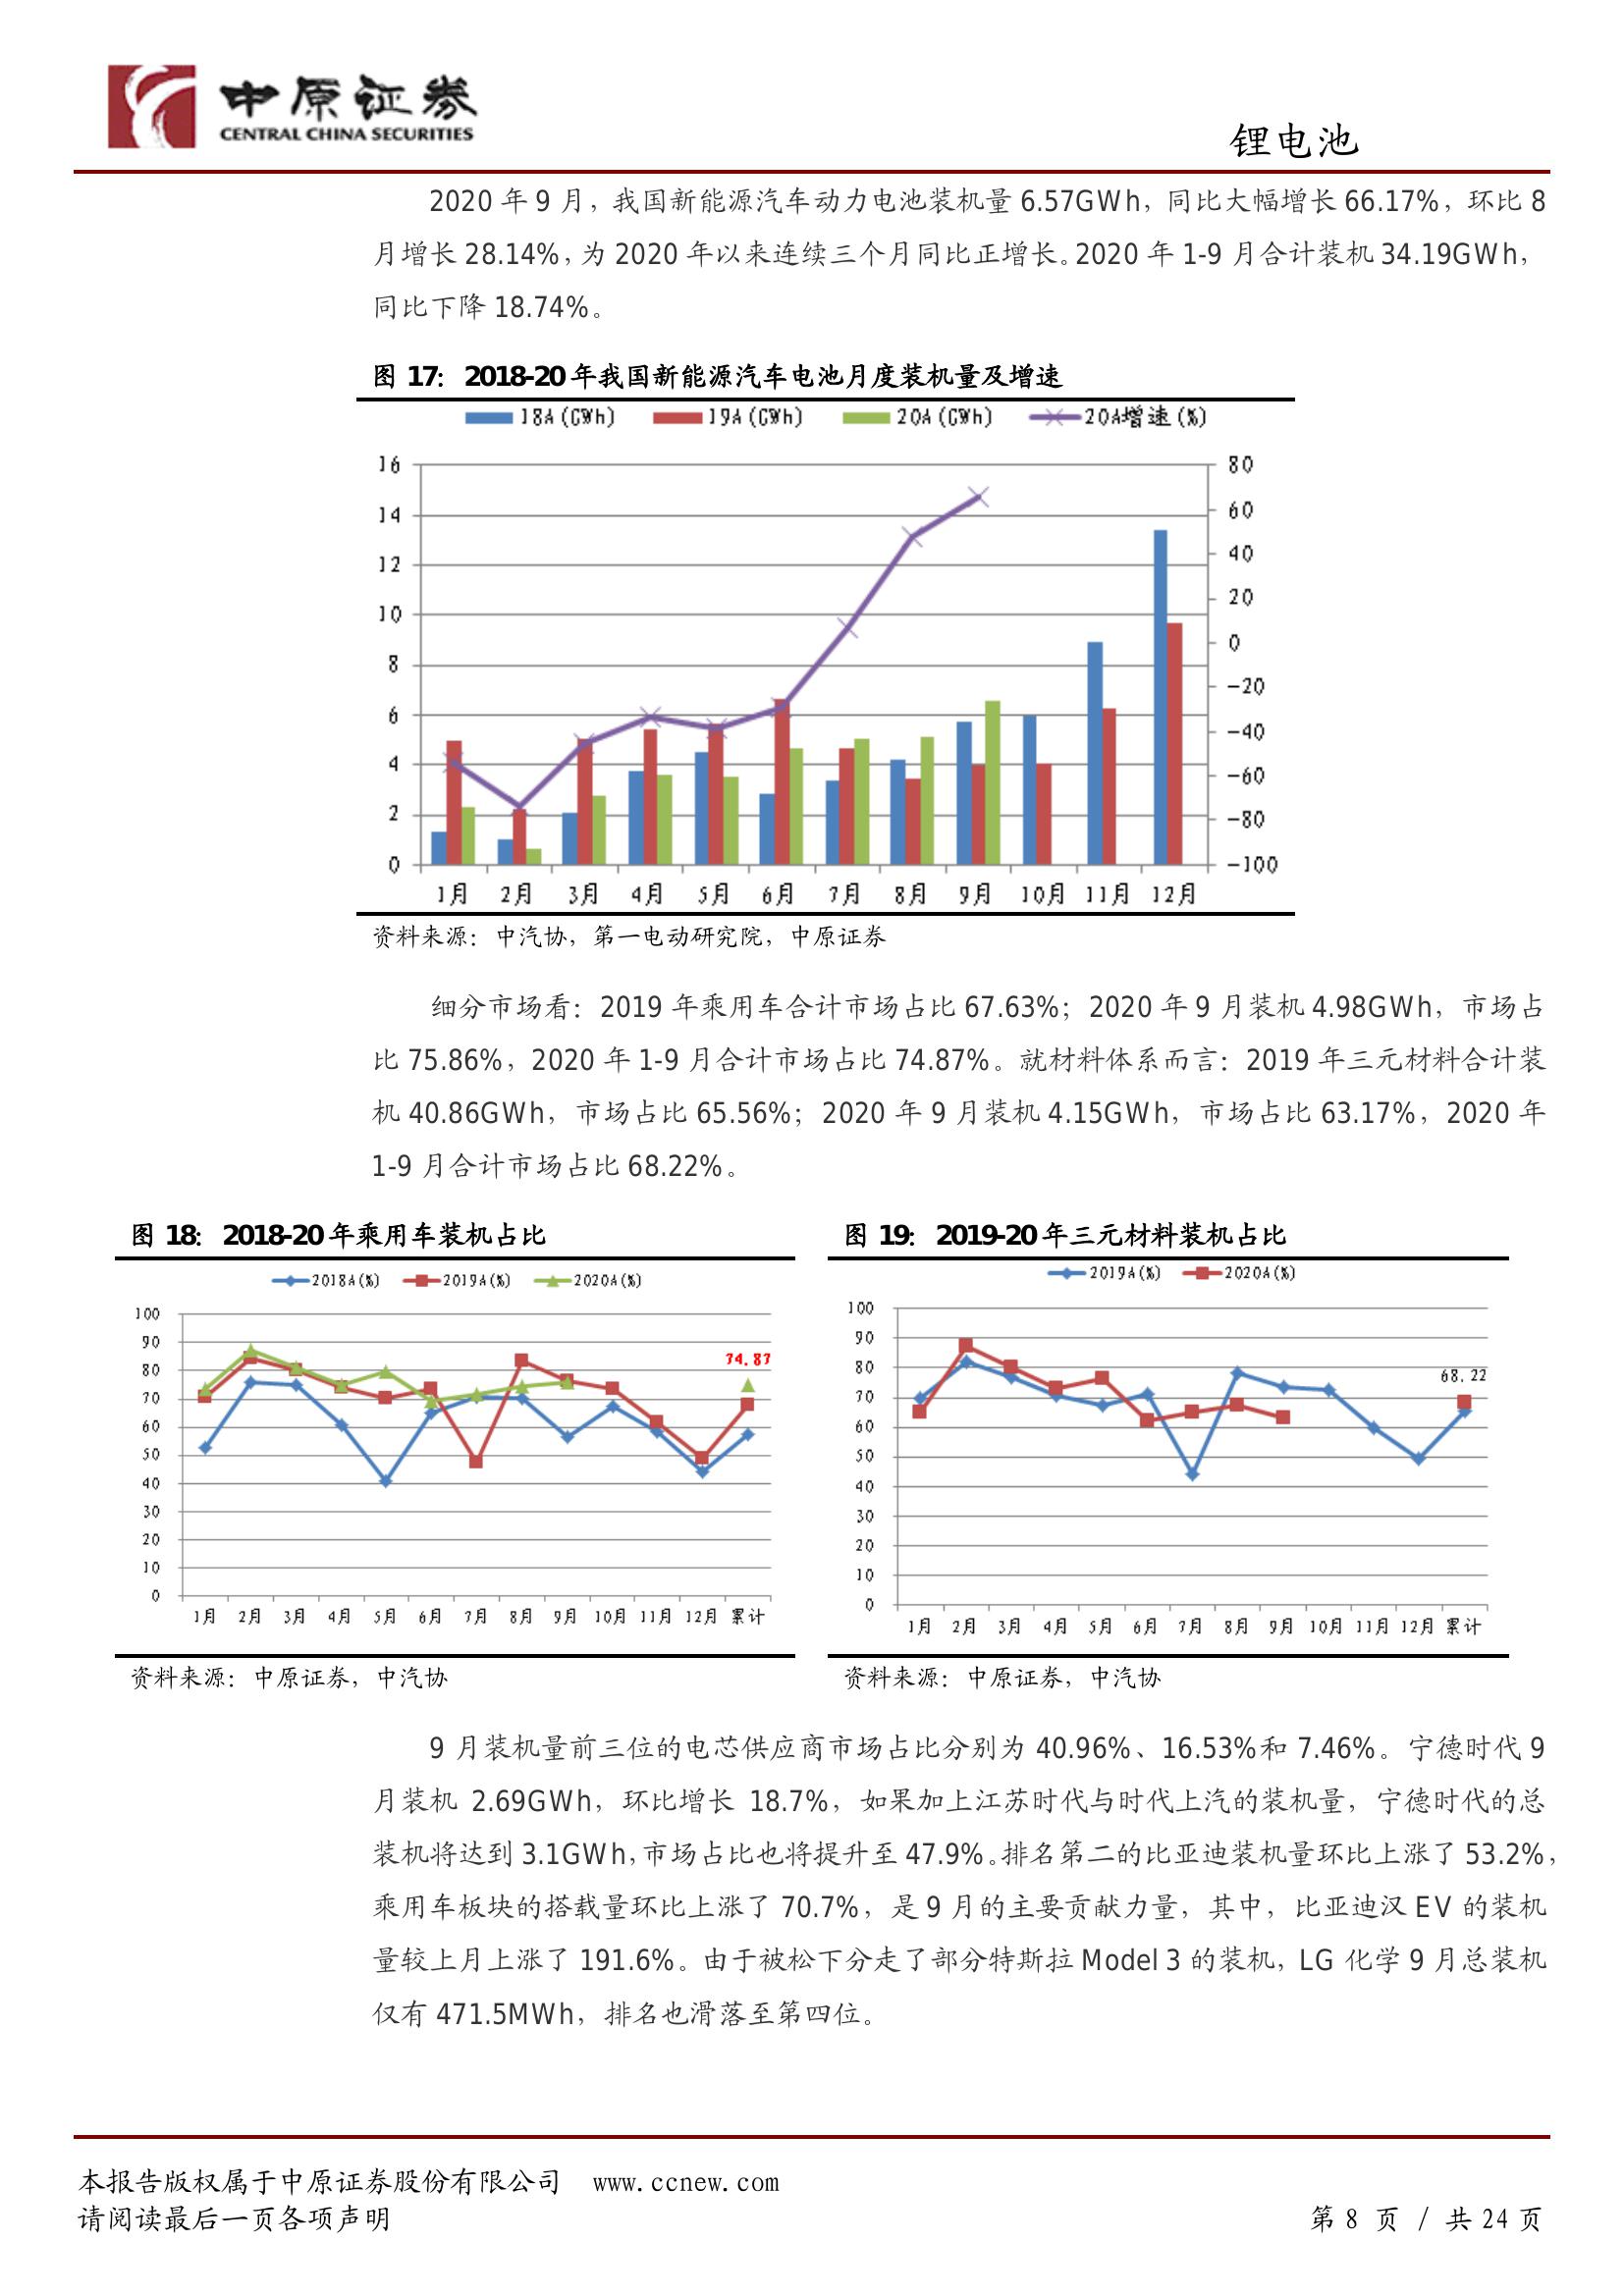 中原证券
CENTRAL CHINA SECURITIES
锂电池
2020 年 9 月，我国新能源汽车动力电池装机量 6.57GWh，同比大幅增长 66.17%，环比 8
月增长 28.14%，为 2020 年以来连续三个月同比正增长。2020 年 1-9 月合计装机 34.19GWh，
同比下降 18.74%。
图 17： 2018-20 年我国新能源汽车电池月度装机量及增速
18A(GWh) 19A(GWh) 20A(GWh) 20A增速(%)
16 80
14 60
12 40
10 20
8 0
6 -20
4 -40
2 -60
0 -80
-100
1月 2月 3月 4月 5月 6月 7月 8月 9月 10月 11月 12月
资料来源：中汽协，第一电动研究院，中原证券
细分市场看：2019 年乘用车合计市场占比 67.63%；2020 年 9 月装机 4.98GWh，市场占
比 75.86%，2020 年 1-9 月合计市场占比 74.87%。就材料体系而言：2019 年三元材料合计装
机 40.86GWh，市场占比 65.56%；2020 年 9 月装机 4.15GWh，市场占比 63.17%，2020 年
1-9 月合计市场占比 68.22%。
图 18： 2018-20 年乘用车装机占比
2018A(%) 2019A(%) 2020A(%)
100
90
80
70
60
50
40
30
20
10
0
74.87
1月 2月 3月 4月 5月 6月 7月 8月 9月 10月 11月 12月 累计
资料来源：中原证券，中汽协
图 19： 2019-20 年三元材料装机占比
2019A(%) 2020A(%)
100
90
80
70
60
50
40
30
20
10
0
68.22
1月 2月 3月 4月 5月 6月 7月 8月 9月 10月 11月 12月 累计
资料来源：中原证券，中汽协
9 月装机量前三位的电芯供应商市场占比分别为 40.96%、16.53%和 7.46%。宁德时代 9
月装机 2.69GWh，环比增长 18.7%，如果加上江苏时代与时代上汽的装机量，宁德时代的总
装机将达到 3.1GWh，市场占比也将提升至 47.9%。排名第二的比亚迪装机量环比上涨了 53.2%，
乘用车板块的搭载量环比上涨了 70.7%，是 9 月的主要贡献力量，其中，比亚迪汉 EV 的装机
量较上月上涨了 191.6%。由于被松下分走了部分特斯拉 Model 3 的装机，LG 化学 9 月总装机
仅有 471.5MWh，排名也滑落至第四位。
本报告版权属于中原证券股份有限公司 www.ccnew.com
请阅读最后一页各项声明
第 8 页 / 共 24 页